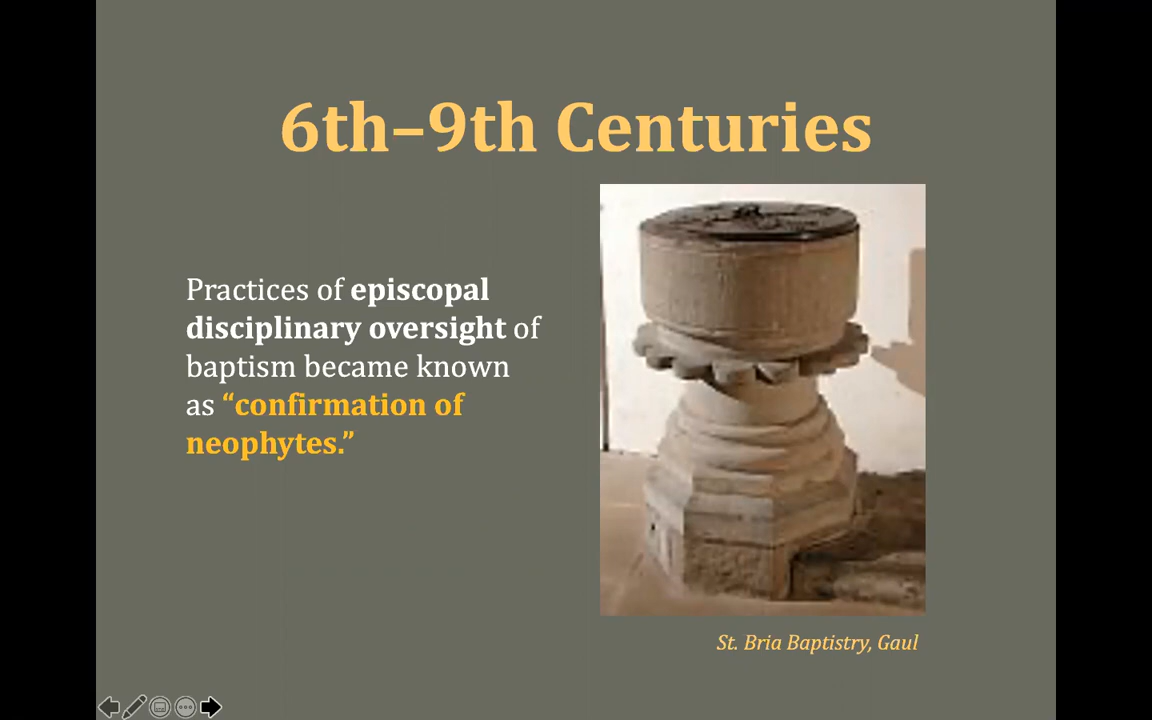 6th–9th Centuries
Practices of episcopal
disciplinary oversight of
baptism became known
as “confirmation of
neophytes.”
St. Bria Baptistry, Gaul